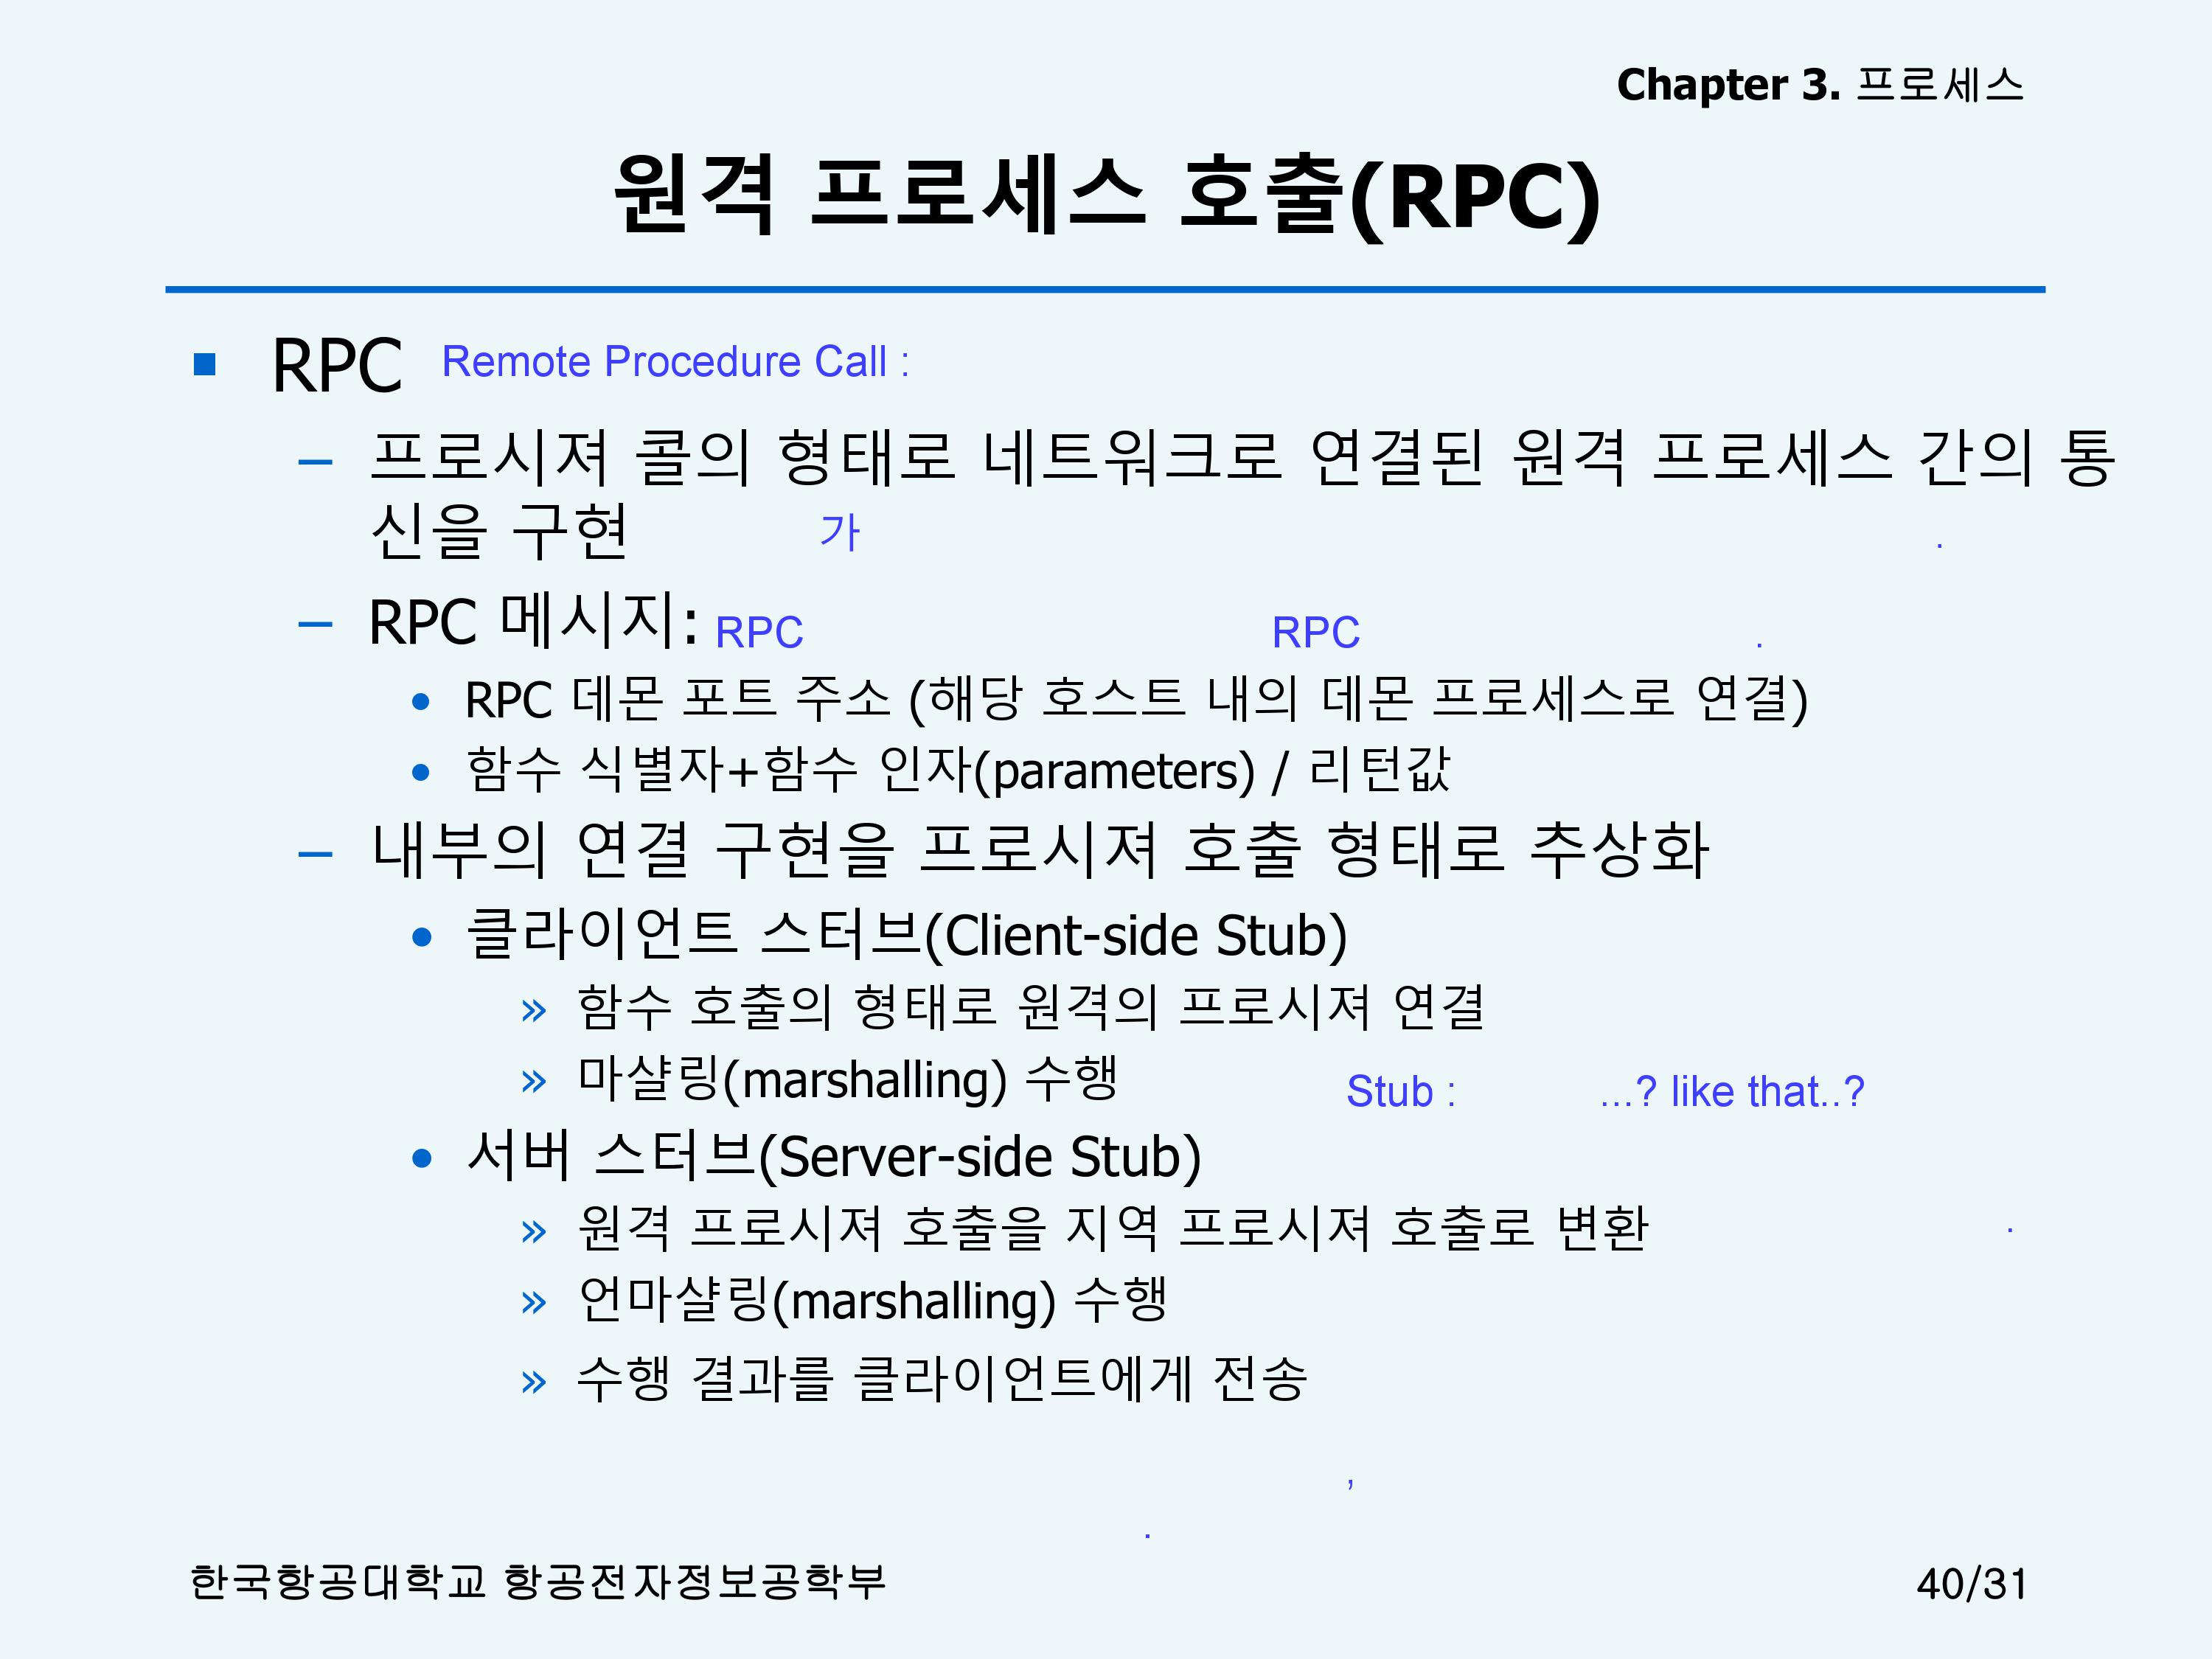 Chapter 3. 프로세스
원격 프로세스 호출(RPC)
RPC Remote Procedure Call :
프로시져 콜의 형태로 네트워크로 연결된 원격 프로세스 간의 통
신을 구현 가 .
RPC 메시지: RPC RPC .
RPC 데몬 포트 주소 (해당 호스트 내의 데몬 프로세스로 연결)
함수 식별자+함수 인자(parameters) / 리턴값
내부의 연결 구현을 프로시져 호출 형태로 추상화
클라이언트 스터브(Client-side Stub)
» 함수 호출의 형태로 원격의 프로시져 연결
» 마샬링(marshalling) 수행 Stub : ...? like that..?
서버 스터브(Server-side Stub)
» 원격 프로시져 호출을 지역 프로시져 호출로 변환 .
» 언마샬링(marshalling) 수행
» 수행 결과를 클라이언트에게 전송
,
.
한국항공대학교 항공전자정보공학부 40/31